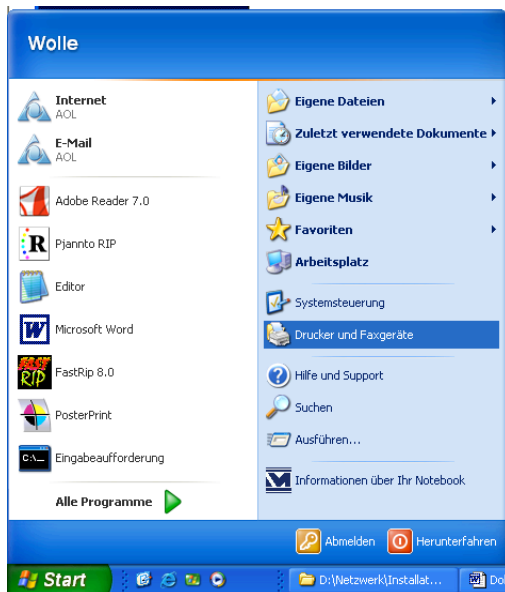 Wolle
Internet
AOL
E-Mail
AOL
Adobe Reader 7.0
Pjannto RIP
Editor
Microsoft Word
FastRip 8.0
PosterPrint
Eingabeaufforderung
Alle Programme
Eigene Dateien
Zuletzt verwendete Dokumente
Eigene Bilder
Eigene Musik
Favoriten
Arbeitsplatz
Systemsteuerung
Drucker und Faxgeräte
Hilfe und Support
Suchen
Ausführen...
Informationen über Ihr Notebook
Abmelden
Herunterfahren
Start
D:\Netzwerk\Installat...
Do